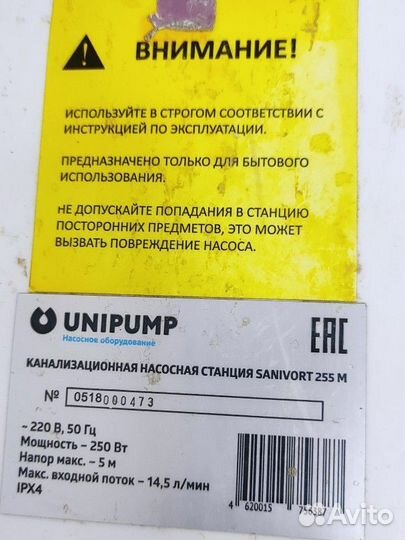 ВНИМАНИЕ!
ИСПОЛЬЗУЙТЕ В СТРОГОМ СООТВЕТСТВИИ С
ИНСТРУКЦИЕЙ ПО ЭКСПЛУАТАЦИИ.
ПРЕДНАЗНАЧЕНО ТОЛЬКО ДЛЯ БЫТОВОГО
ИСПОЛЬЗОВАНИЯ.
НЕ ДОПУСКАЙТЕ ПОПАДАНИЯ В СТАНЦИЮ
ПОСТОРОННИХ ПРЕДМЕТОВ, ЭТО МОЖЕТ
ВЫЗВАТЬ ПОВРЕЖДЕНИЕ НАСОСА.
UNIPUMP
Насосное оборудование
EAC
КАНАЛИЗАЦИОННАЯ НАСОСНАЯ СТАНЦИЯ SANIVORT 255 M
№ 0518000473
~ 220 В, 50 Гц
Мощность – 250 Вт
Напор макс. – 5 м
Макс. входной поток – 14,5 л/мин
IPX4
4 620015
Avito